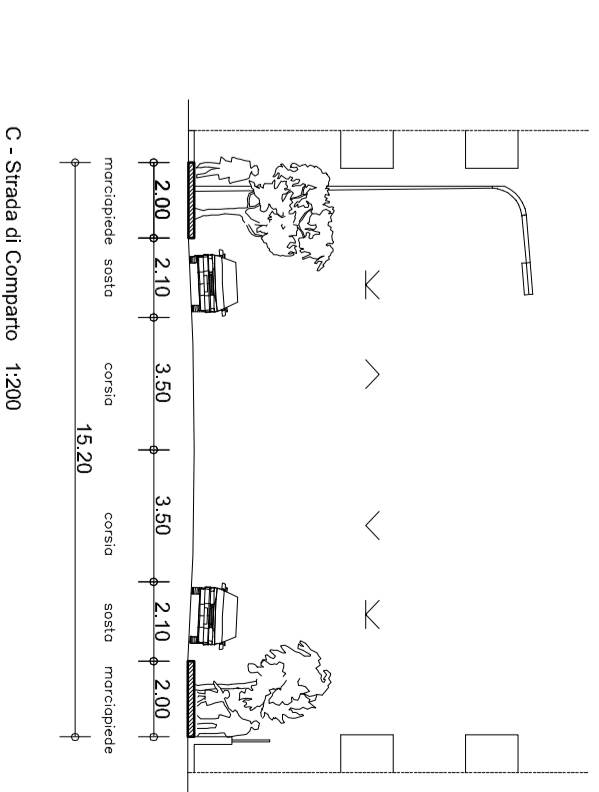 2.00 2.10 3.50 3.50 2.10 2.00
marciapiede sosta corsia corsia sosta marciapiede
15.20
C - Strada di Comparto 1:200